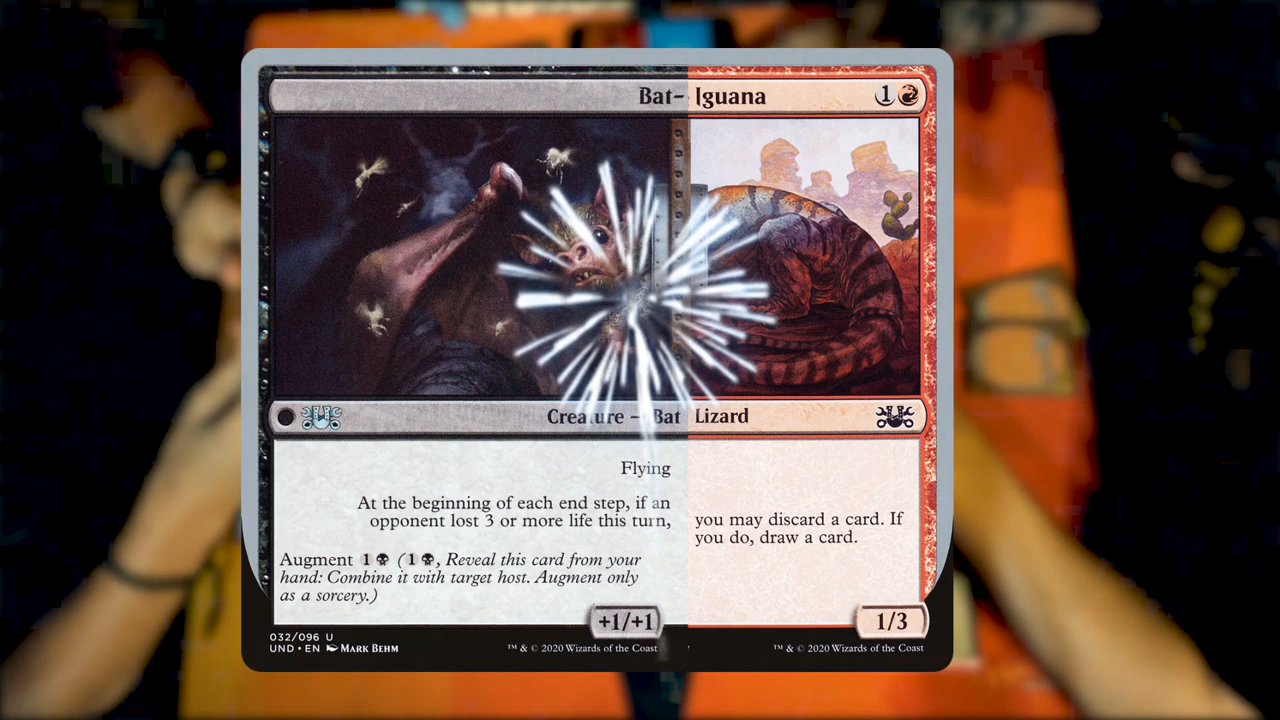 Bat- Iguana 1
Creature – Bat Lizard
Flying
At the beginning of each end step, if an
opponent lost 3 or more life this turn,
you may discard a card. If
you do, draw a card.
Augment 1 (1, Reveal this card from your
hand: Combine it with target host. Augment only
as a sorcery.)
+1/+1
1/3
032/096 U
UND • EN MARK BEHM
™ & © 2020 Wizards of the Coast
™ & © 2020 Wizards of the Coast